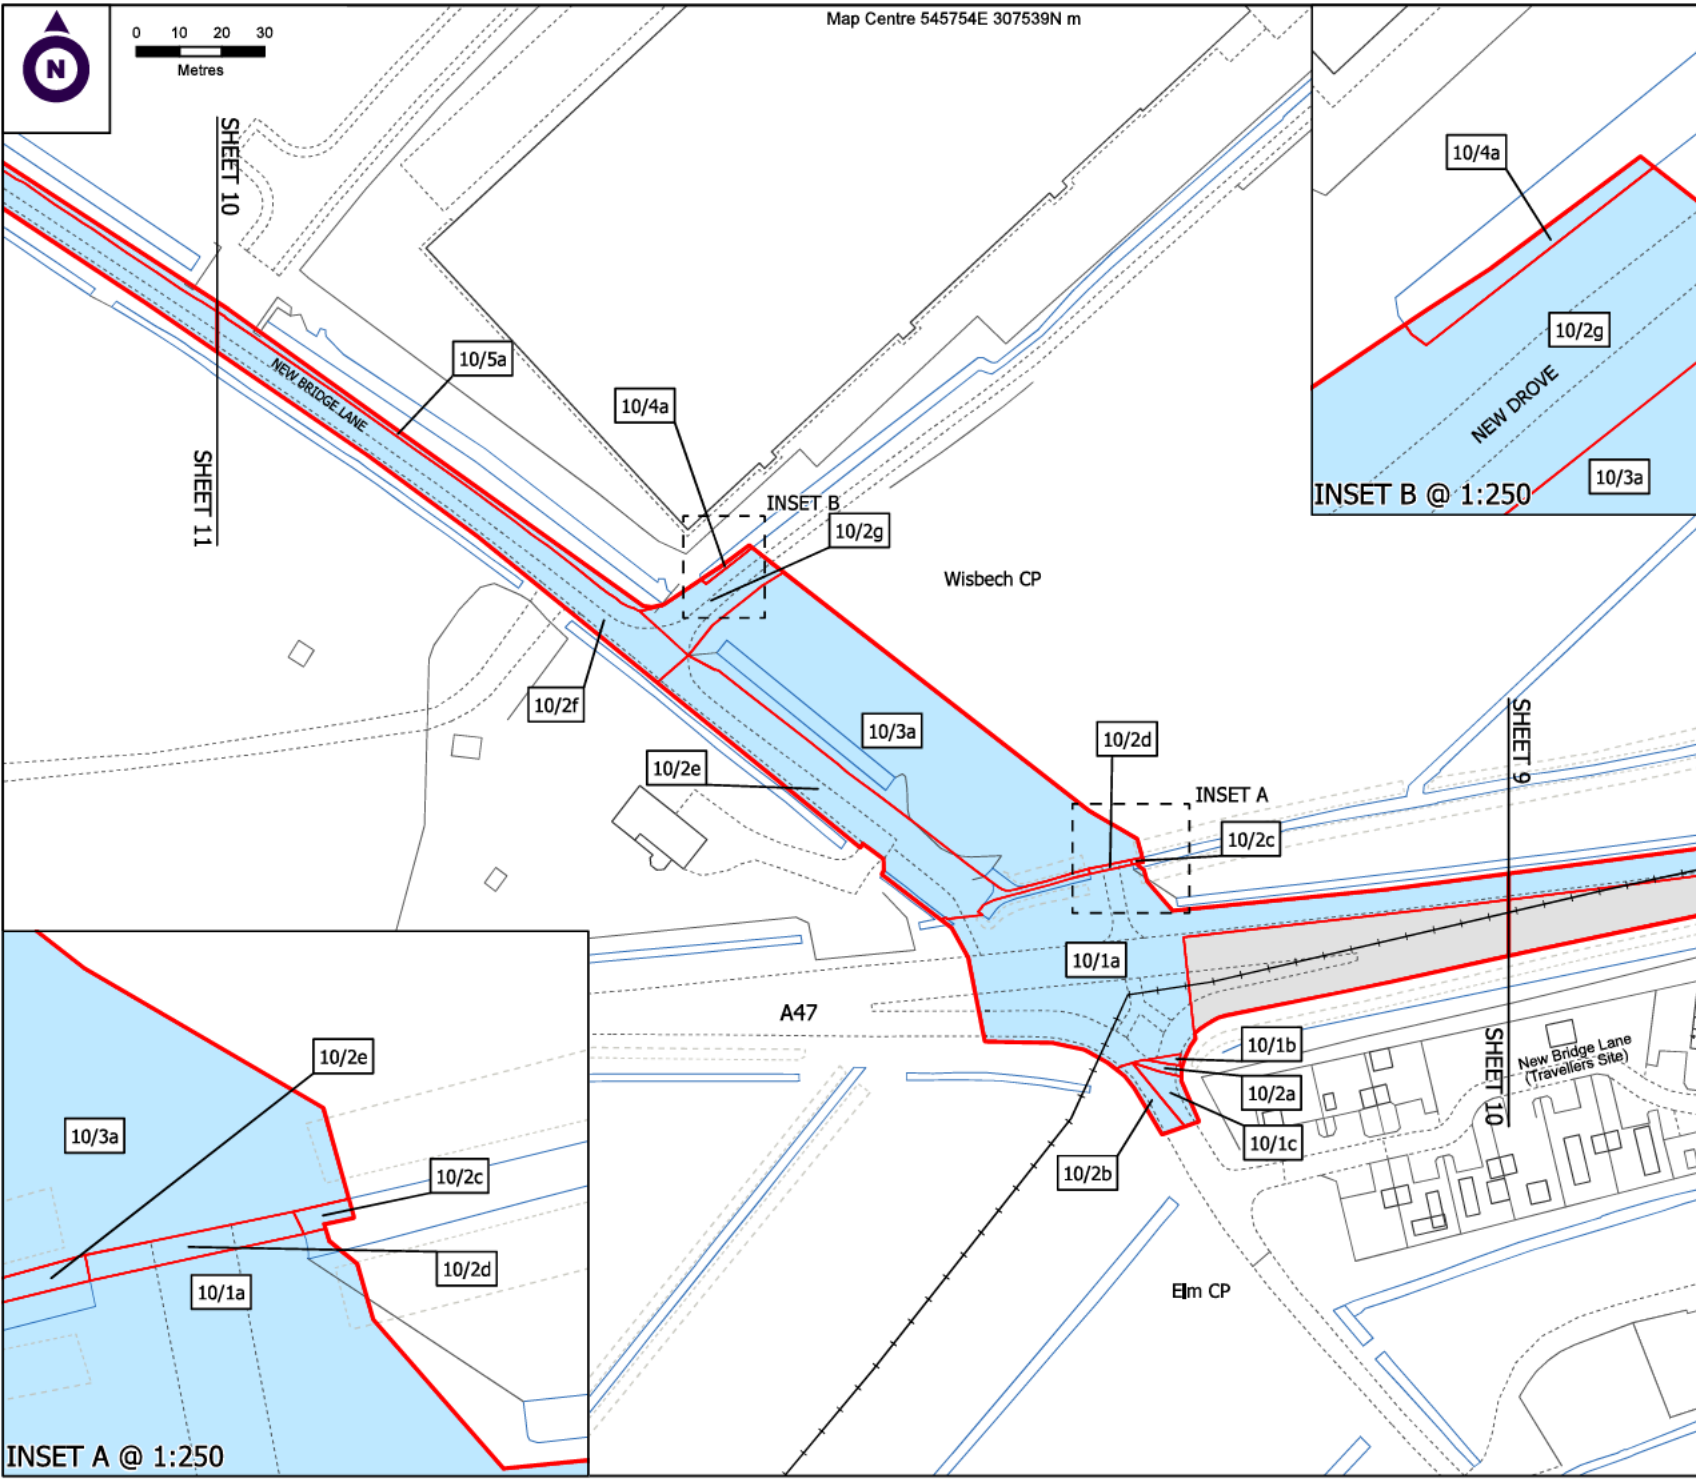 Map Centre 545754E 307539N m
N
0 10 20 30
Metres
SHEET 10
SHEET 11
NEW BRIDGE LANE
10/5a
10/4a
INSET B
10/2g
Wisbech CP
10/2f
10/3a
10/2e
10/2d
INSET A
10/2c
SHEET 9
SHEET 10
10/1a
A47
10/1b
10/2a
10/1c
10/2b
New Bridge Lane
(Travellers Site)
Elm CP
10/4a
10/2g
NEW DROVE
10/3a
INSET B @ 1:250
10/2e
10/3a
10/2c
10/2d
10/1a
INSET A @ 1:250